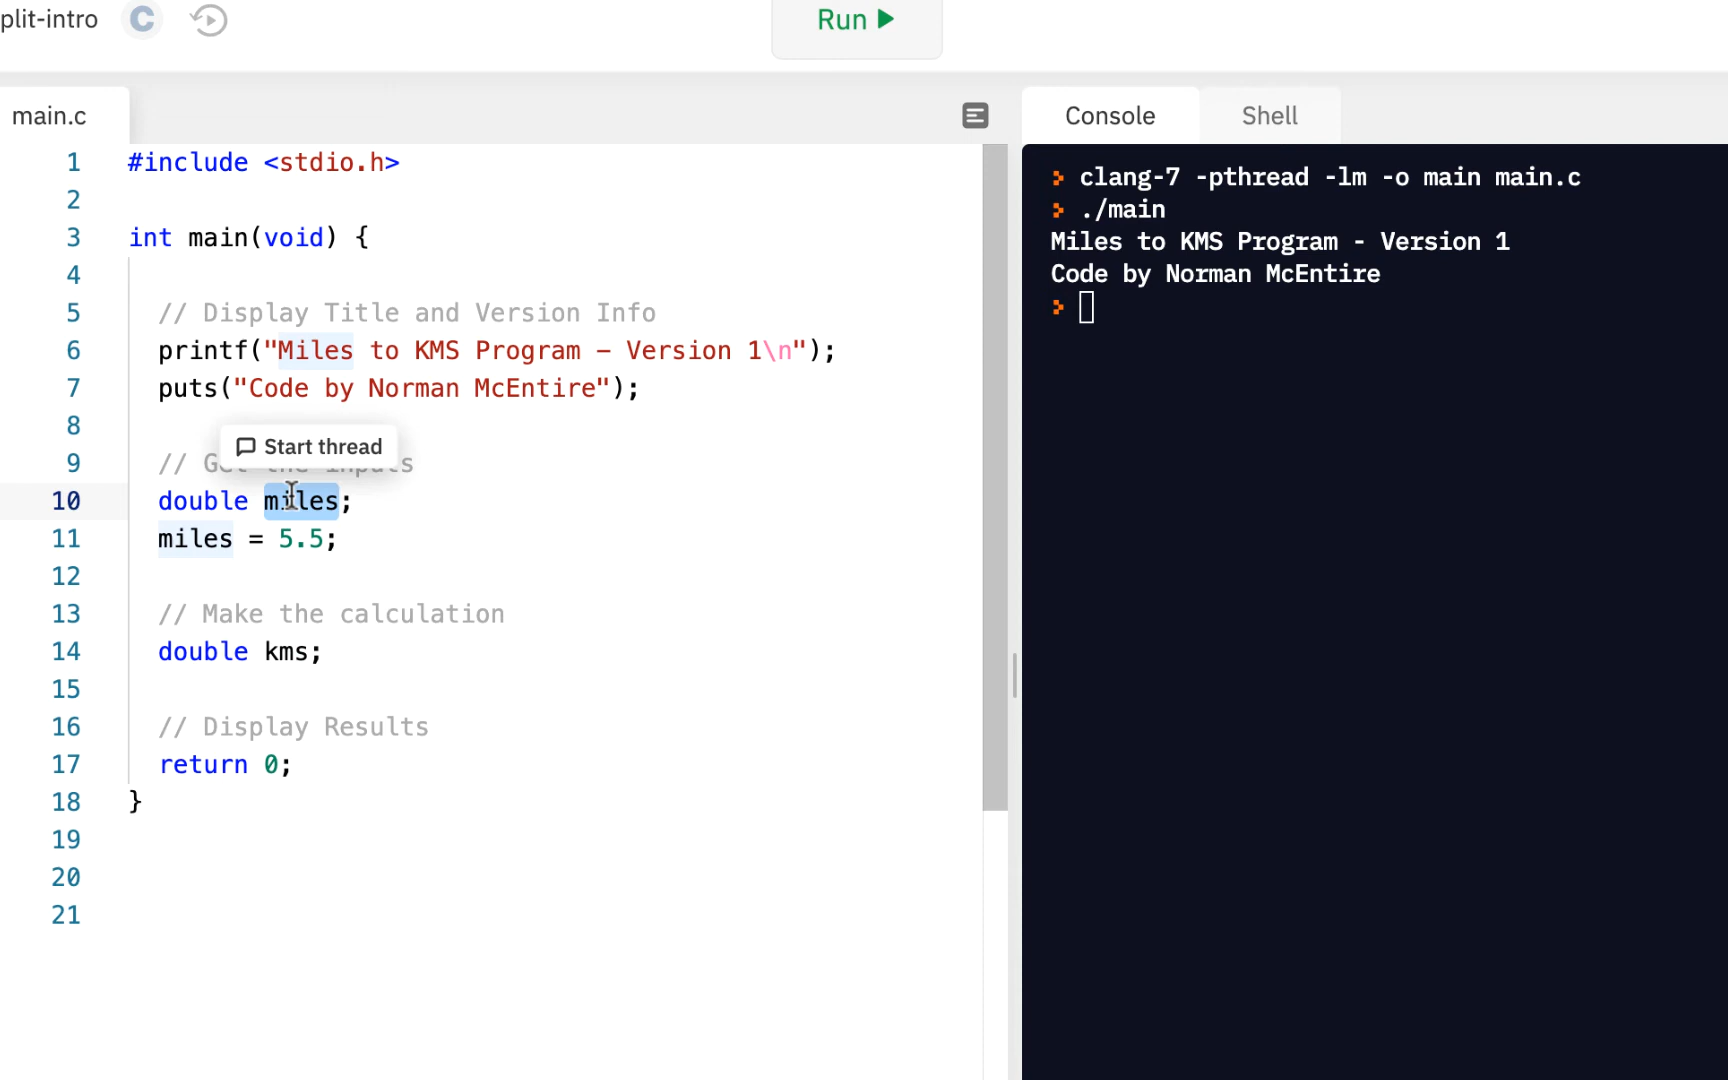 plit-intro C Run
main.c
Console Shell
1 #include <stdio.h>
2
3 int main(void) {
4
5 // Display Title and Version Info
6 printf("Miles to KMS Program – Version 1\n");
7 puts("Code by Norman McEntire");
8
Start thread
9 // Get the inputs
10 double miles;
11 miles = 5.5;
12
13 // Make the calculation
14 double kms;
15
16 // Display Results
17 return 0;
18 }
19
20
21
clang-7 -pthread -lm -o main main.c
./main
Miles to KMS Program - Version 1
Code by Norman McEntire